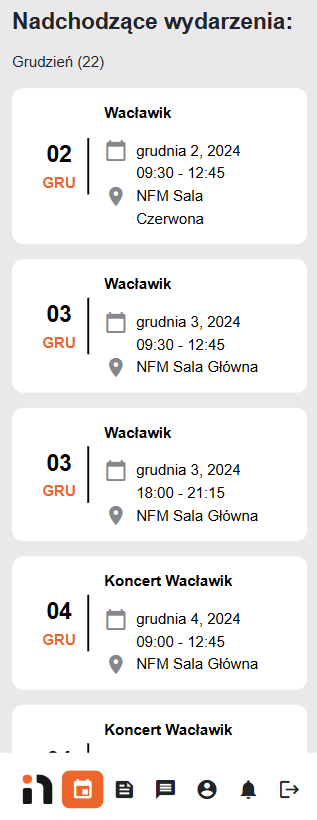 Nadchodzące wydarzenia:
Grudzień (22)
Wacławik
02
GRU
grudnia 2, 2024
09:30 - 12:45
NFM Sala
Czerwona
Wacławik
03
GRU
grudnia 3, 2024
09:30 - 12:45
NFM Sala Główna
Wacławik
03
GRU
grudnia 3, 2024
18:00 - 21:15
NFM Sala Główna
Koncert Wacławik
04
GRU
grudnia 4, 2024
09:00 - 12:45
NFM Sala Główna
Koncert Wacławik